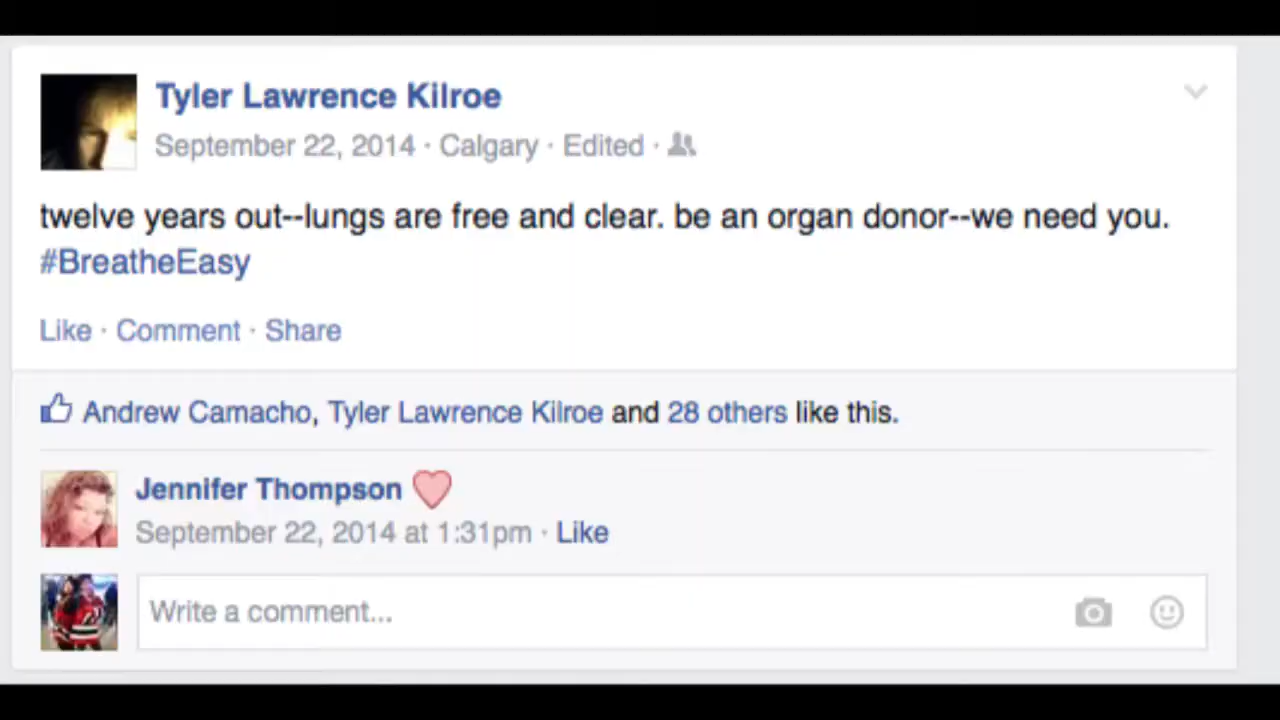 Tyler Lawrence Kilroe
September 22, 2014 · Calgary · Edited ·
twelve years out--lungs are free and clear. be an organ donor--we need you.
#BreatheEasy
Like · Comment · Share
Andrew Camacho, Tyler Lawrence Kilroe and 28 others like this.
Jennifer Thompson
September 22, 2014 at 1:31pm · Like
Write a comment...